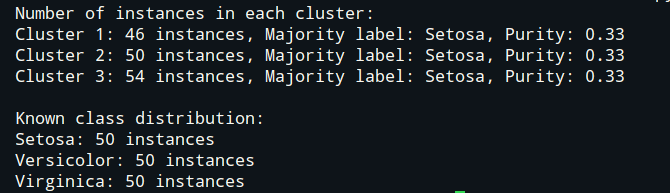 Number of instances in each cluster:
Cluster 1: 46 instances, Majority label: Setosa, Purity: 0.33
Cluster 2: 50 instances, Majority label: Setosa, Purity: 0.33
Cluster 3: 54 instances, Majority label: Setosa, Purity: 0.33
Known class distribution:
Setosa: 50 instances
Versicolor: 50 instances
Virginica: 50 instances